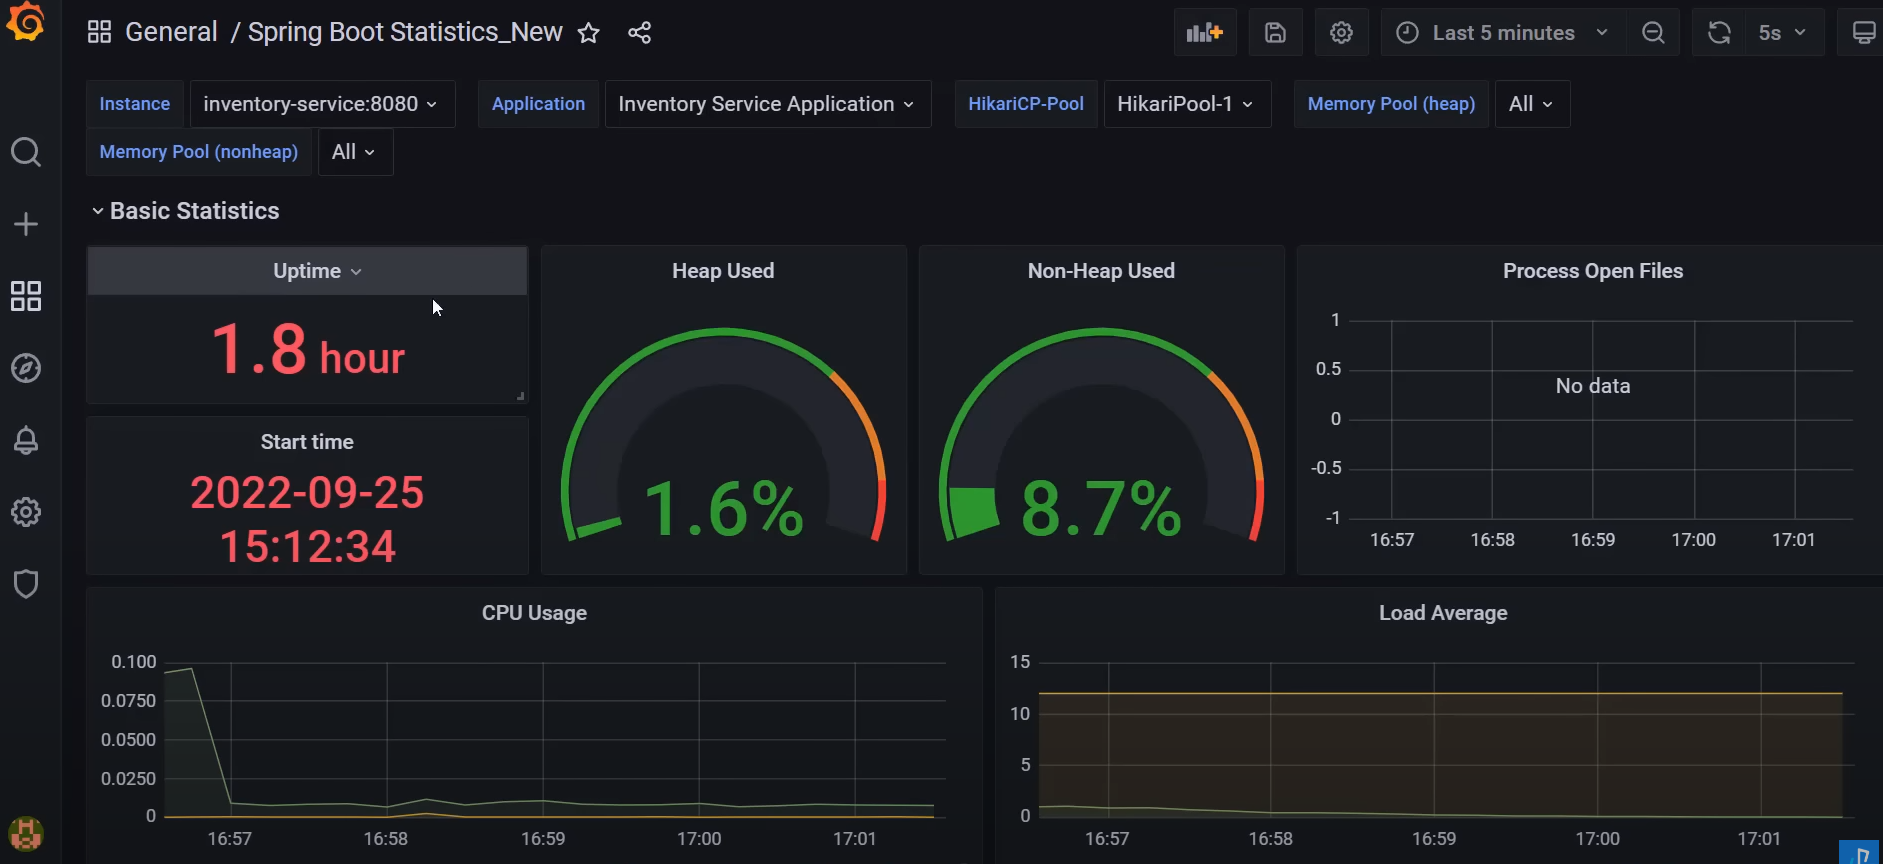 General / Spring Boot Statistics_New
Last 5 minutes
5s
Instance
inventory-service:8080
Application
Inventory Service Application
HikariCP-Pool
HikariPool-1
Memory Pool (heap)
All
Memory Pool (nonheap)
All
Basic Statistics
Uptime
1.8 hour
Start time
2022-09-25
15:12:34
Heap Used
1.6%
Non-Heap Used
8.7%
Process Open Files
1
0.5
0
-0.5
-1
No data
16:57 16:58 16:59 17:00 17:01
CPU Usage
0.100
0.0750
0.0500
0.0250
0
16:57 16:58 16:59 17:00 17:01
Load Average
15
10
5
0
16:57 16:58 16:59 17:00 17:01